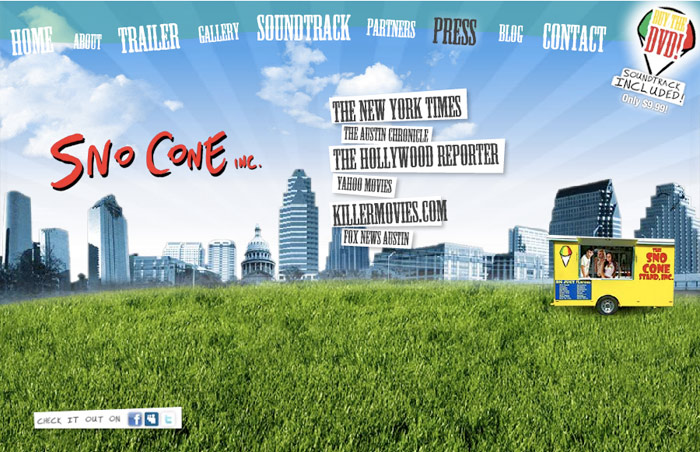 HOME ABOUT TRAILER GALLERY SOUNDTRACK PARTNERS PRESS BLOG CONTACT
BUY THE
DVD!
SOUNDTRACK
INCLUDED!
Only $9.99!
SNO CONE INC.
THE NEW YORK TIMES
THE AUSTIN CHRONICLE
THE HOLLYWOOD REPORTER
YAHOO MOVIES
KILLERMOVIES.COM
FOX NEWS AUSTIN
THE
SNO
CONE
STAND, INC.
CHECK IT OUT ON